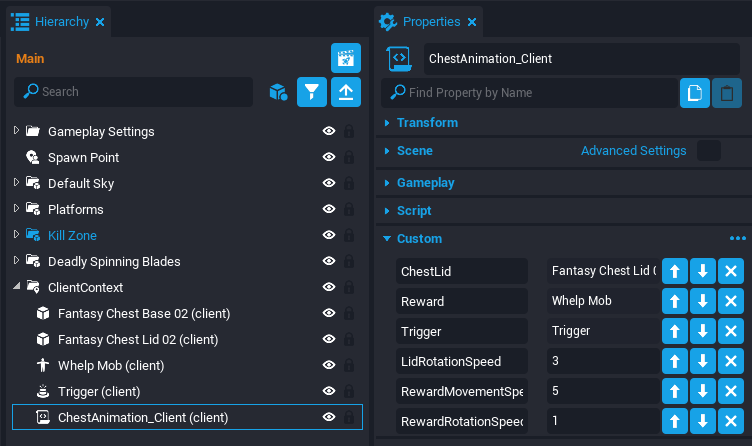 Hierarchy
Main
Search
Gameplay Settings
Spawn Point
Default Sky
Platforms
Kill Zone
Deadly Spinning Blades
ClientContext
Fantasy Chest Base 02 (client)
Fantasy Chest Lid 02 (client)
Whelp Mob (client)
Trigger (client)
ChestAnimation_Client (client)
Properties
ChestAnimation_Client
Find Property by Name
Transform
Scene Advanced Settings
Gameplay
Script
Custom
ChestLid Fantasy Chest Lid
Reward Whelp Mob
Trigger Trigger
LidRotationSpeed 3
RewardMovementSpe 5
RewardRotationSpeed 1